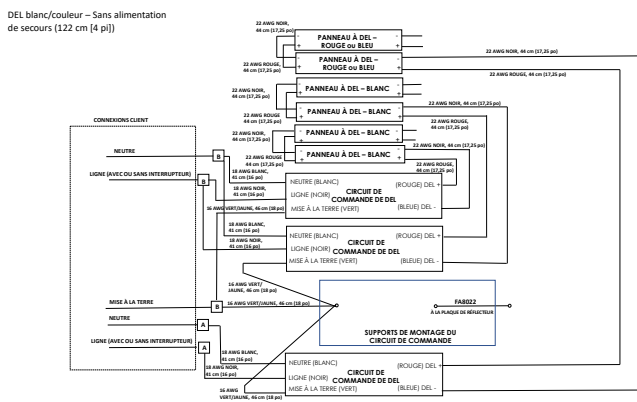 DEL blanc/couleur – Sans alimentation
de secours (122 cm [4 pi])
22 AWG NOIR,
44 cm (17,25 po)
- PANNEAU À DEL – -
+ ROUGE ou BLEU +
22 AWG ROUGE,
44 cm (17,25 po)
- PANNEAU À DEL – -
+ ROUGE ou BLEU +
22 AWG NOIR, 44 cm (17,25 po)
22 AWG ROUGE, 44 cm (17,25 po)
22 AWG NOIR,
44 cm (17,25 po)
- PANNEAU À DEL – BLANC -
+ +
22 AWG ROUGE
44 cm (17,25 po)
- PANNEAU À DEL – BLANC -
+ +
22 AWG NOIR, 44 cm (17,25 po)
22 AWG ROUGE, 44 cm (17,25 po)
22 AWG NOIR,
44 cm (17,25 po)
- PANNEAU À DEL – BLANC -
+ +
22 AWG ROUGE
44 cm (17,25 po)
- PANNEAU À DEL – BLANC -
+ +
22 AWG NOIR, 44 cm (17,25 po)
22 AWG ROUGE,
44 cm (17,25 po)
CONNEXIONS CLIENT
NEUTRE
B
LIGNE (AVEC OU SANS INTERRUPTEUR)
B
18 AWG BLANC,
41 cm (16 po)
18 AWG NOIR,
41 cm (16 po)
16 AWG VERT/JAUNE, 46 cm (18 po)
NEUTRE (BLANC)
LIGNE (NOIR)
MISE À LA TERRE (VERT)
CIRCUIT DE
COMMANDE DE DEL
(ROUGE) DEL +
(BLEUE) DEL -
18 AWG BLANC,
41 cm (16 po)
18 AWG NOIR,
41 cm (16 po)
NEUTRE (BLANC)
LIGNE (NOIR)
MISE À LA TERRE (VERT)
CIRCUIT DE
COMMANDE DE DEL
(ROUGE) DEL +
(BLEUE) DEL -
16 AWG VERT/
JAUNE, 46 cm (18 po)
MISE À LA TERRE
B
16 AWG VERT/JAUNE, 46 cm (18 po)
FA8022
À LA PLAQUE DE RÉFLECTEUR
SUPPORTS DE MONTAGE DU
CIRCUIT DE COMMANDE
NEUTRE
A
LIGNE (AVEC OU SANS INTERRUPTEUR)
A
18 AWG BLANC,
41 cm (16 po)
18 AWG NOIR,
41 cm (16 po)
16 AWG
VERT/JAUNE, 46 cm (18 po)
NEUTRE (BLANC)
LIGNE (NOIR)
MISE À LA TERRE (VERT)
CIRCUIT DE
COMMANDE DE DEL
(ROUGE) DEL +
(BLEUE) DEL -